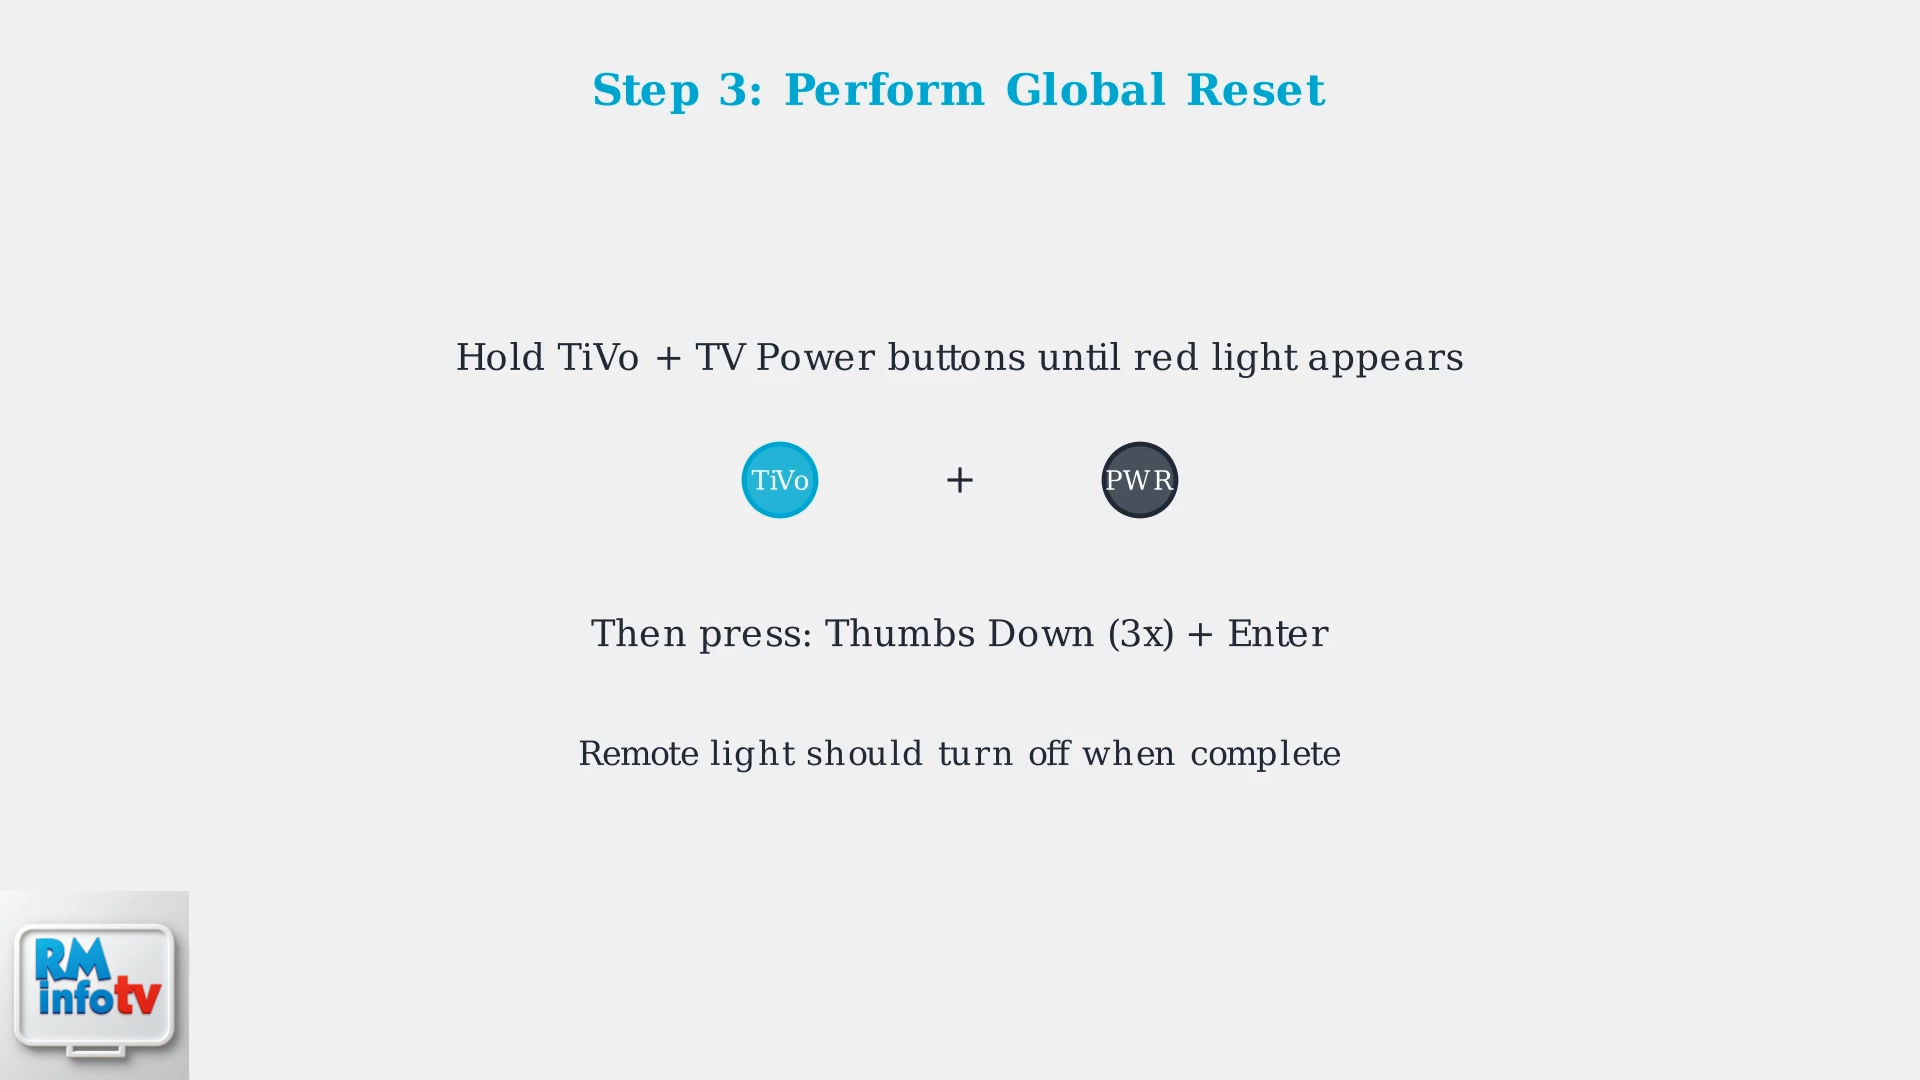 Step 3: Perform Global Reset
Hold TiVo + TV Power buttons until red light appears
TiVo + PWR
Then press: Thumbs Down (3x) + Enter
Remote light should turn off when complete
RM
infotv